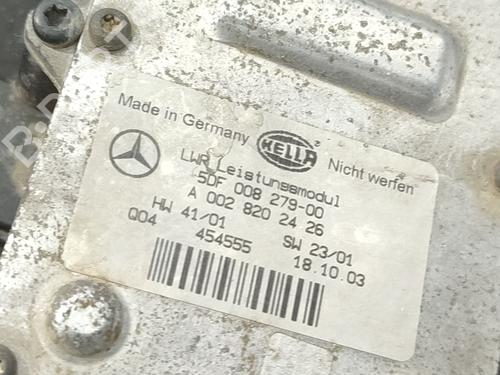 Made in Germany
HELLA
Nicht werfen
LWR Leistungsmodul
5DF 008 279-00
A 002 820 24 26
HW 41/01 SW 23/01
Q04 454555 18.10.03